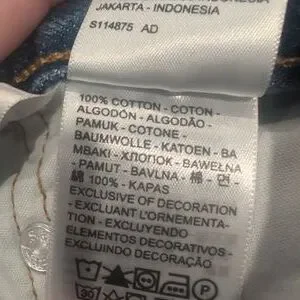 JAKARTA - INDONESIA
S114875 AD
100% COTTON - COTON -
ALGODÓN - ALGODÃO -
PAMUK - COTONE -
BAUMWOLLE - KATOEN - BA
MBAKI - ХЛОПОК - BAWEŁNA
- PAMUT - BAVLNA - 棉 - 면 -
綿 100% - KAPAS
EXCLUSIVE OF DECORATION
- EXCLUANT L'ORNEMENTA-
TION - EXCLUYENDO
ELEMENTOS DECORATIVOS -
EXCLUINDO DECORAÇÃO
30